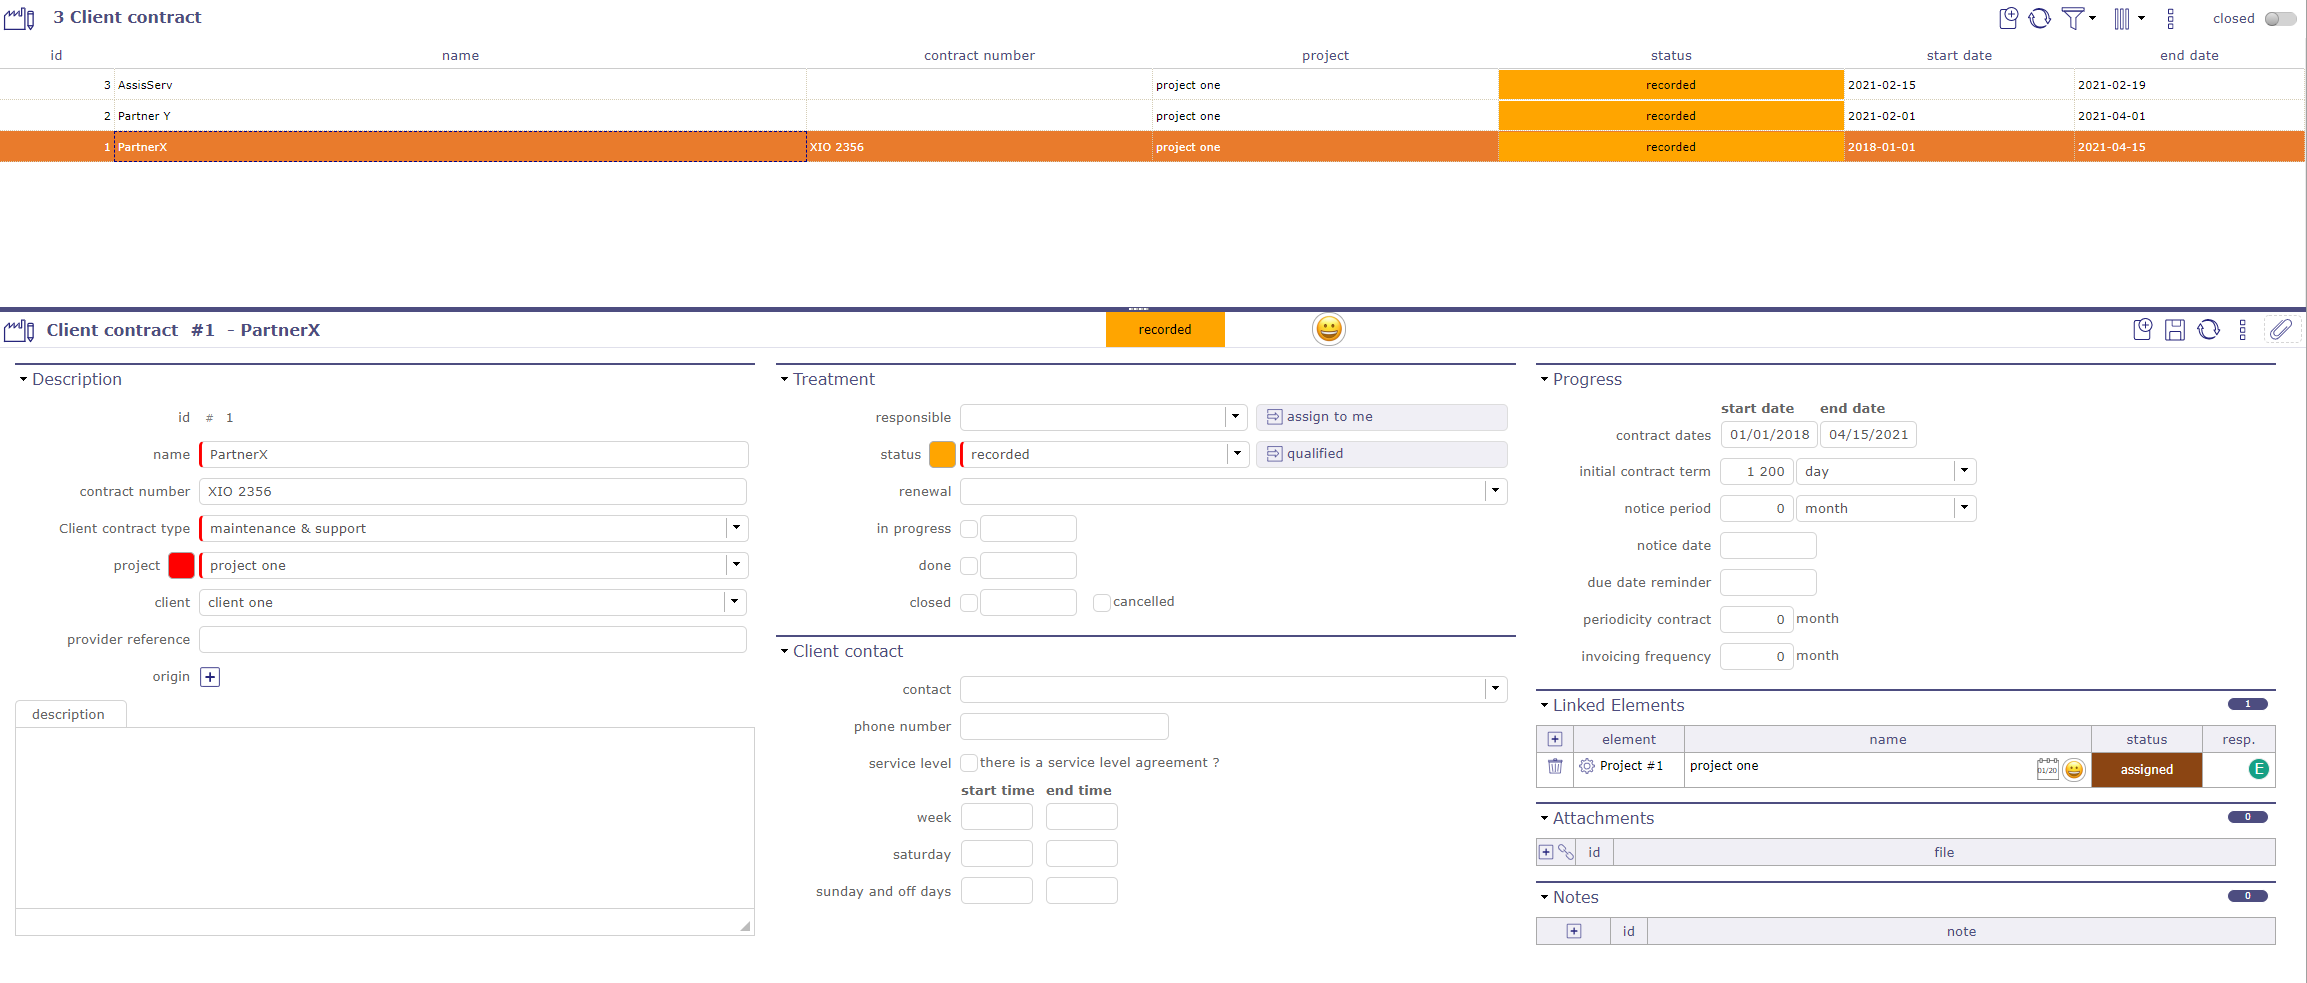 3 Client contract closed
id name contract number project status start date end date
3 AssisServ project one recorded 2021-02-15 2021-02-19
2 Partner Y project one recorded 2021-02-01 2021-04-01
1 PartnerX XIO 2356 project one recorded 2018-01-01 2021-04-15
Client contract #1 - PartnerX recorded
Description
id # 1
name PartnerX
contract number XIO 2356
Client contract type maintenance & support
project project one
client client one
provider reference
origin
description
Treatment
responsible assign to me
status recorded qualified
renewal
in progress
done
closed cancelled
Client contact
contact
phone number
service level there is a service level agreement ?
start time end time
week
saturday
sunday and off days
Progress
start date end date
contract dates 01/01/2018 04/15/2021
initial contract term 1 200 day
notice period 0 month
notice date
due date reminder
periodicity contract 0 month
invoicing frequency 0 month
Linked Elements 1
element name status resp.
Project #1 project one 01/20 assigned E
Attachments 0
id file
Notes 0
id note